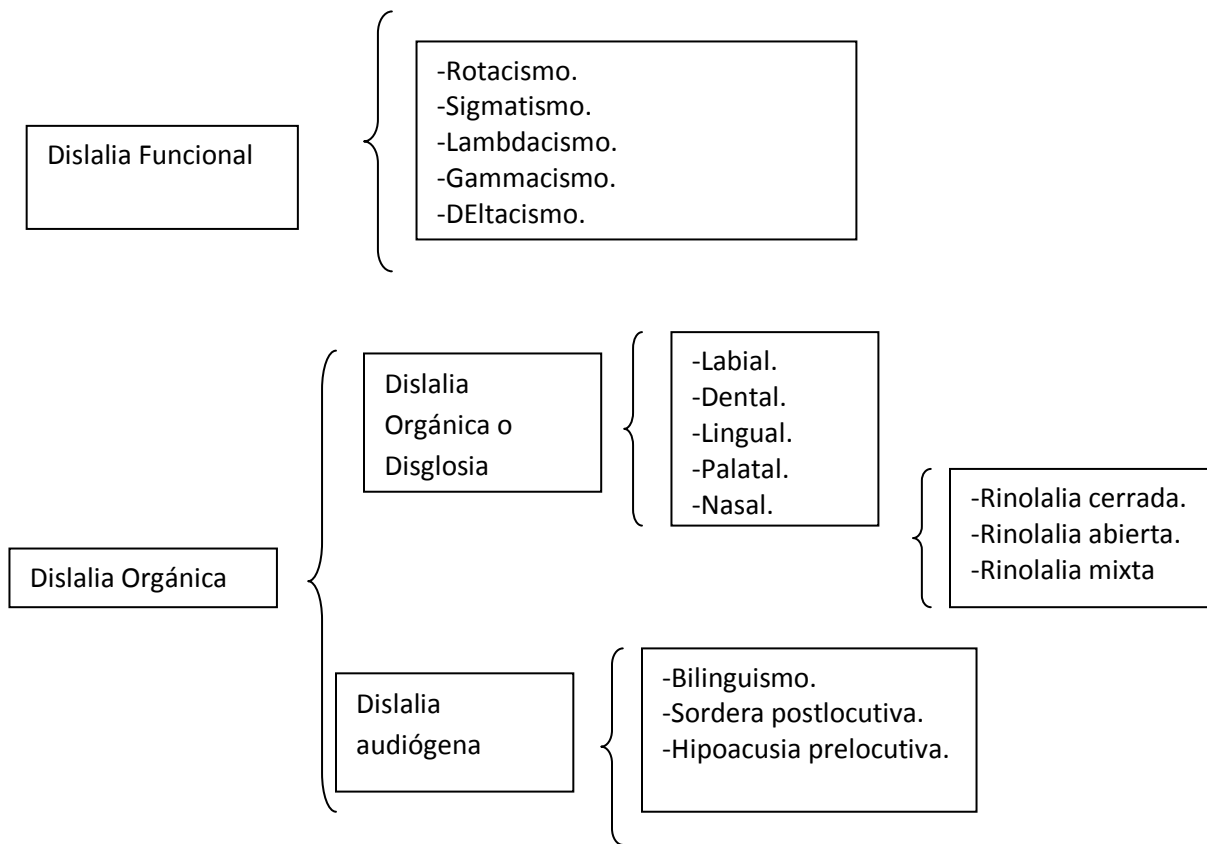 Dislalia Funcional
-Rotacismo.
-Sigmatismo.
-Lambdacismo.
-Gammacismo.
-DEltacismo.
Dislalia Orgánica
Dislalia
Orgánica o
Disglosia
-Labial.
-Dental.
-Lingual.
-Palatal.
-Nasal.
-Rinolalia cerrada.
-Rinolalia abierta.
-Rinolalia mixta
Dislalia
audiógena
-Bilinguismo.
-Sordera postlocutiva.
-Hipoacusia prelocutiva.